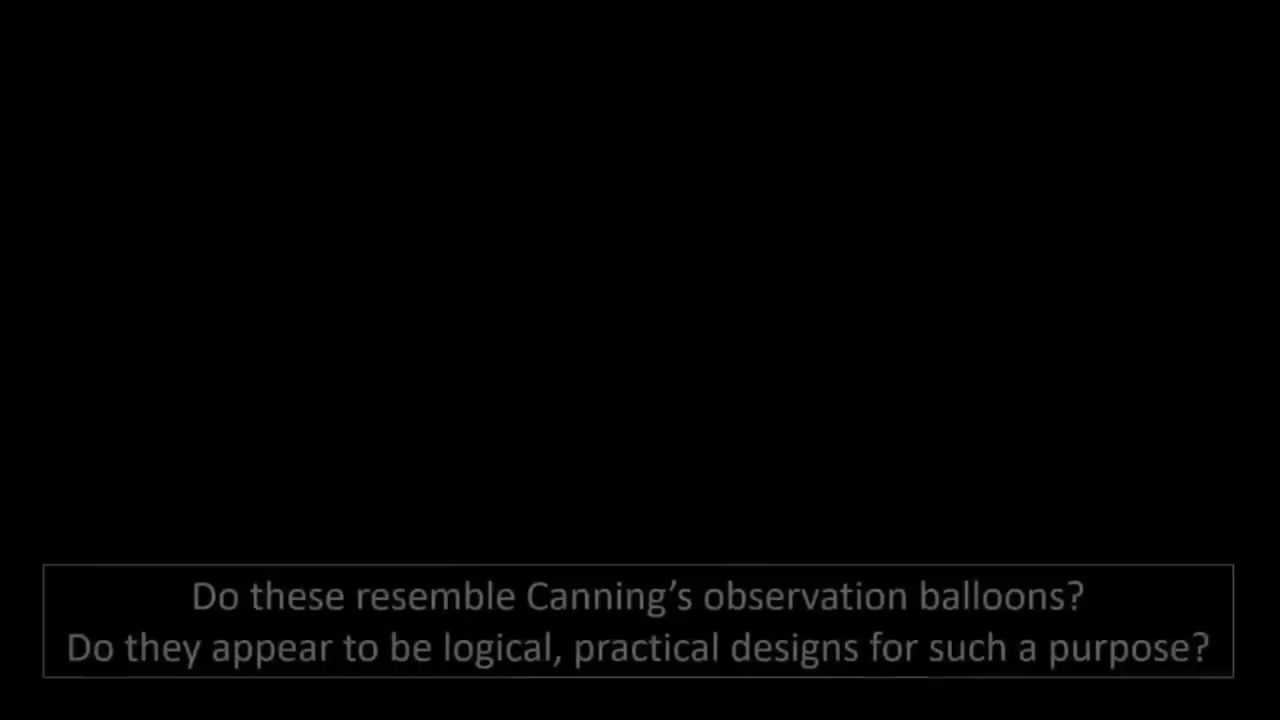 Do these resemble Canning’s observation balloons?
Do they appear to be logical, practical designs for such a purpose?